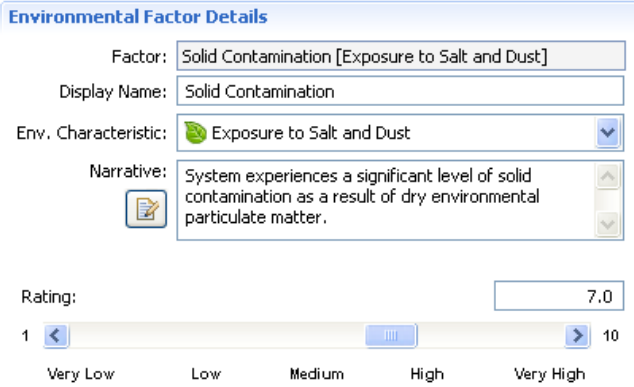 Environmental Factor Details
Factor: Solid Contamination [Exposure to Salt and Dust]
Display Name: Solid Contamination
Env. Characteristic: Exposure to Salt and Dust
Narrative: System experiences a significant level of solid
contamination as a result of dry environmental
particulate matter.
Rating: 7.0
1 10
Very Low Low Medium High Very High